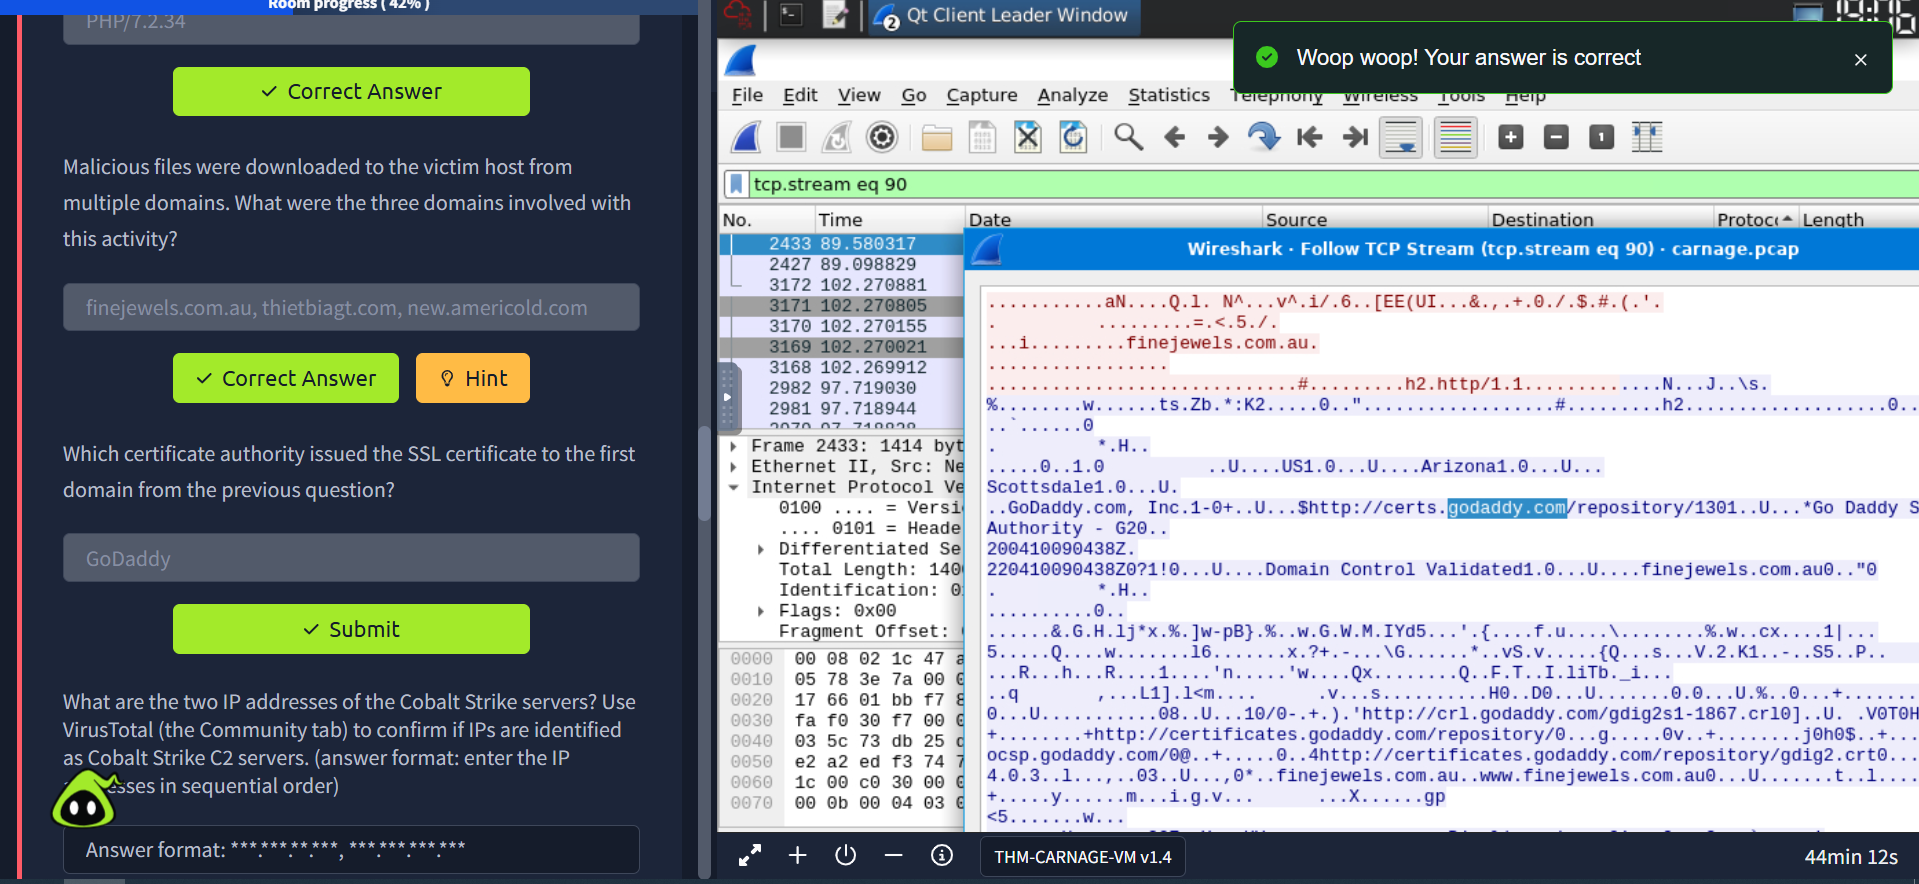 Room progress ( 42% )
PHP/7.2.34
Correct Answer
Malicious files were downloaded to the victim host from
multiple domains. What were the three domains involved with
this activity?
finejewels.com.au, thietbiagt.com, new.americold.com
Correct Answer
Hint
Which certificate authority issued the SSL certificate to the first
domain from the previous question?
GoDaddy
Submit
What are the two IP addresses of the Cobalt Strike servers? Use
VirusTotal (the Community tab) to confirm if IPs are identified
as Cobalt Strike C2 servers. (answer format: enter the IP
in sequential order)
Answer format: ***.***.**.***, ***.***.***.***
2 Qt Client Leader Window
Woop woop! Your answer is correct
File Edit View Go Capture Analyze Statistics Telephony Wireless Tools Help
tcp.stream eq 90
No. Time Date Source Destination Length
2433 89.580317
2427 89.098829
3172 102.270881
3171 102.270805
3170 102.270155
3169 102.270021
3168 102.269912
2982 97.719030
2981 97.718944
Frame 2433: 1414 byt
Ethernet II, Src: Ne
Internet Protocol Ve
0100 .... = Versi
.... 0101 = Heade
Differentiated Se
Total Length: 140
Identification: 0
Flags: 0x00
Fragment Offset:
0000 00 08 02 1c 47
0010 05 78 3e 7a 00
0020 17 66 01 bb f7
0030 fa f0 30 f7 00
0040 03 5c 73 db 25
0050 e2 a2 ed f3 74
0060 1c 00 c0 30 00
0070 00 0b 00 04 03
Wireshark · Follow TCP Stream (tcp.stream eq 90) · carnage.pcap
...........aN....Q.l. N^...v^.i/.6..[EE(UI...&.,.+.0./.$.#.(.'.
. .........=.<.5./.
...i.........finejewels.com.au.
.................
..............................#.........h2.http/1.1.............N...J..\s.
%........w......ts.Zb.*:K2.....0.."...................#.........h2...................0..
..`......0
. *.H..
.....0..1.0 ..U....US1.0...U....Arizona1.0...U...
Scottsdale1.0...U.
..GoDaddy.com, Inc.1-0+..U...$http://certs.godaddy.com/repository/1301..U...*Go Daddy S
Authority - G20..
200410090438Z.
220410090438Z0?1!0...U....Domain Control Validated1.0...U....finejewels.com.au0.."0
. *.H..
..........0..
......&.G.H.lj*x.%.]w-pB}.%..w.G.W.M.IYd5...'.{....f.u....\........%.w..cx....1|...
5.....Q....w.......l6.......x.?+.-...\G......*..vS.v.....{Q...s...V.2.K1..-..S5..P..
...R...h...R....1....'n.....'w....Qx........Q..F.T..I.liTb._i...
..q ,...L1].l<m.... .v...s..........H0..D0...U.......0.0...U.%..0...+.......
0...U...........08..U...10/0-.+.).'http://crl.godaddy.com/gdig2s1-1867.crl0]..U. .V0T0H
+........+http://certificates.godaddy.com/repository/0...g.....0v..+........j0h0$..+...
ocsp.godaddy.com/0@..+.....0..4http://certificates.godaddy.com/repository/gdig2.crt0...
4.0.3..l...,..03..U...,0*..finejewels.com.au..www.finejewels.com.au0...U.......t..l....
+.....y......m...i.g.v... ...X......gp
<5.......w...
THM-CARNAGE-VM v1.4
44min 12s